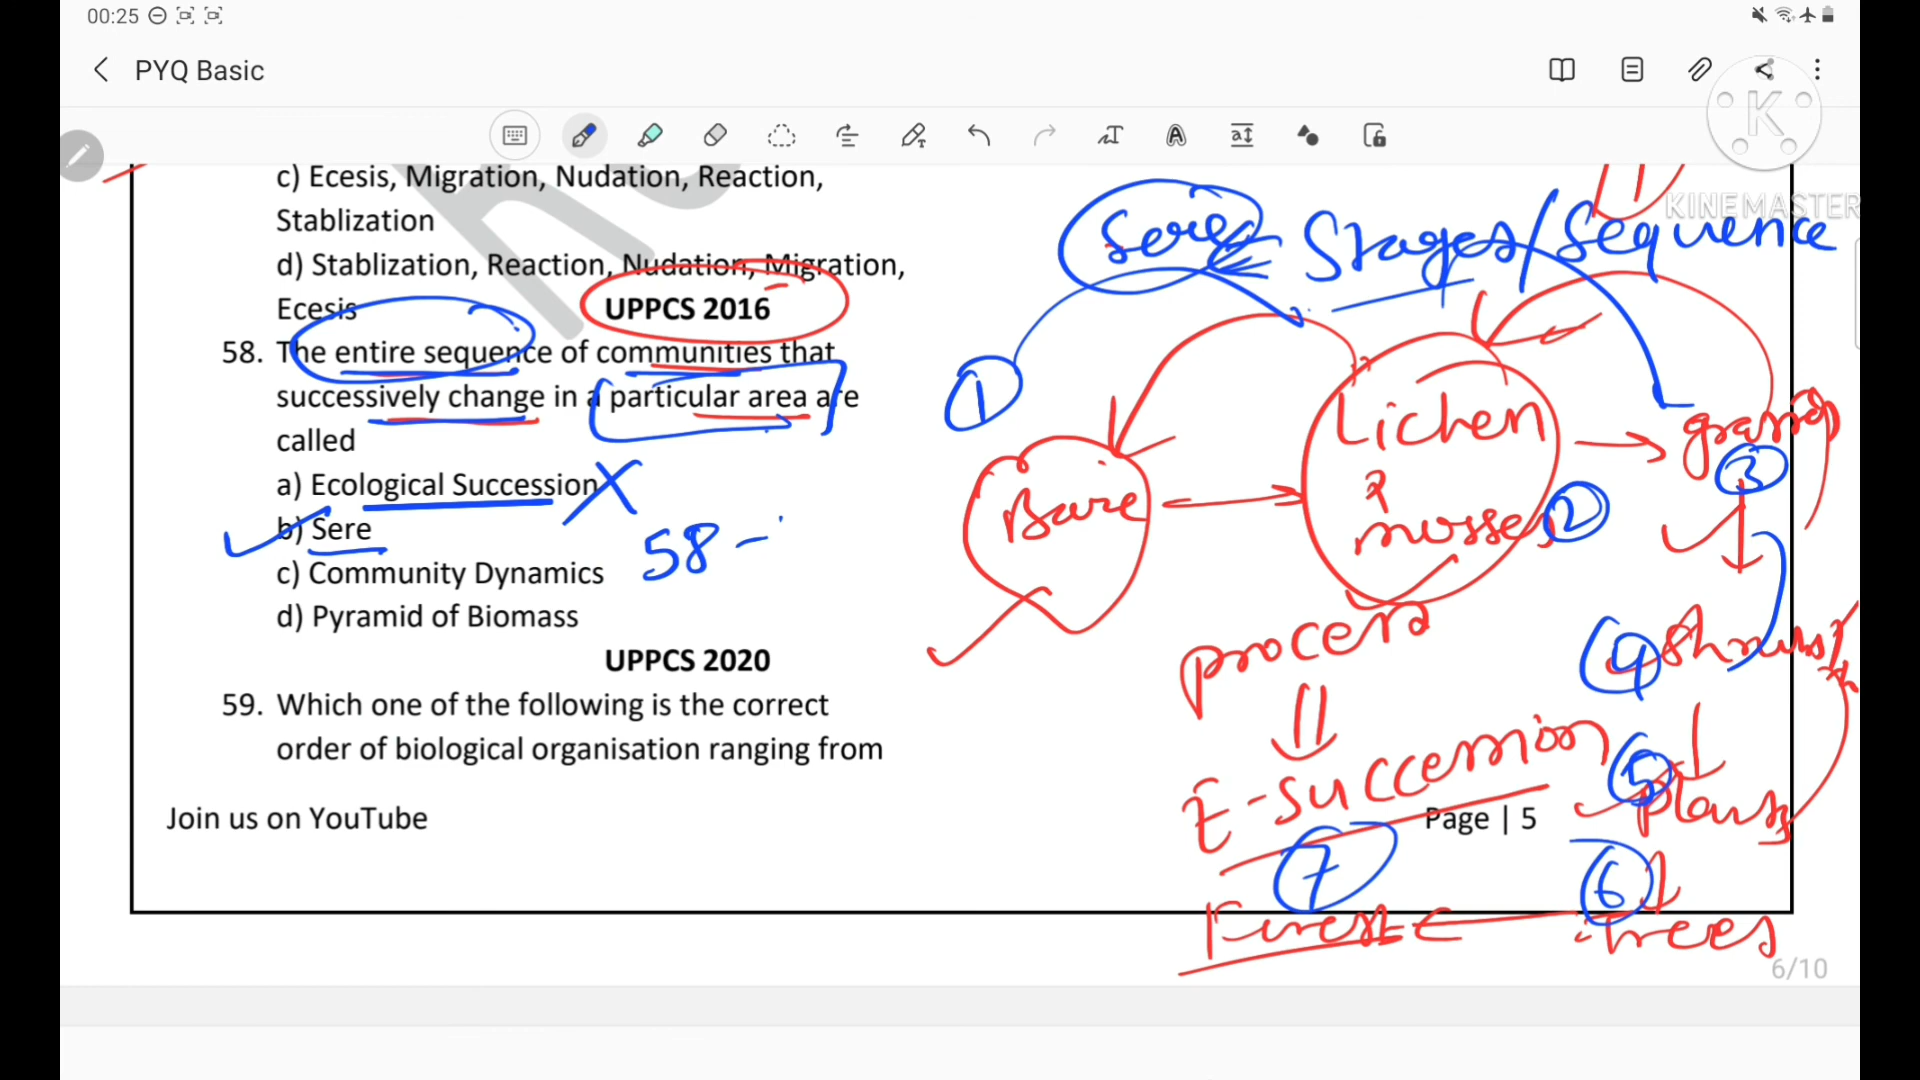 00:25
PYQ Basic
K
KINEMASTER
c) Ecesis, Migration, Nudation, Reaction,
Stablization
d) Stablization, Reaction, Nudation, Migration,
Ecesis UPPCS 2016
58. The entire sequence of communities that
successively change in a particular area are
called
a) Ecological Succession
b) Sere
c) Community Dynamics
d) Pyramid of Biomass
UPPCS 2020
59. Which one of the following is the correct
order of biological organisation ranging from
Join us on YouTube
Page | 5
58 -
Stages/Sequence
1
Bare
Lichen
&
mosses
2
3
4
5
plants
6
trees
7
Forest
process
E-succession
6/10